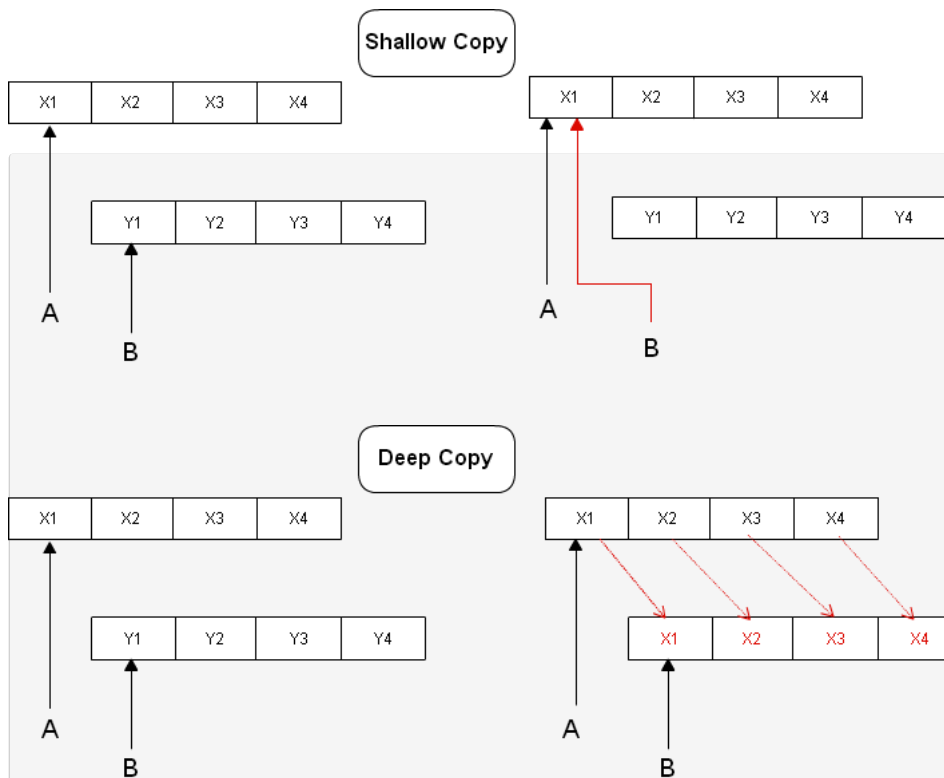 Shallow Copy
X1 X2 X3 X4
X1 X2 X3 X4
Y1 Y2 Y3 Y4
Y1 Y2 Y3 Y4
A
A
B
B
Deep Copy
X1 X2 X3 X4
X1 X2 X3 X4
Y1 Y2 Y3 Y4
X1 X2 X3 X4
A
A
B
B